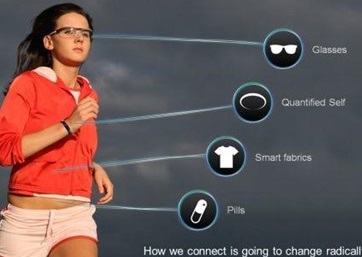 Glasses
Quantified Self
Smart fabrics
Pills
How we connect is going to change radicall